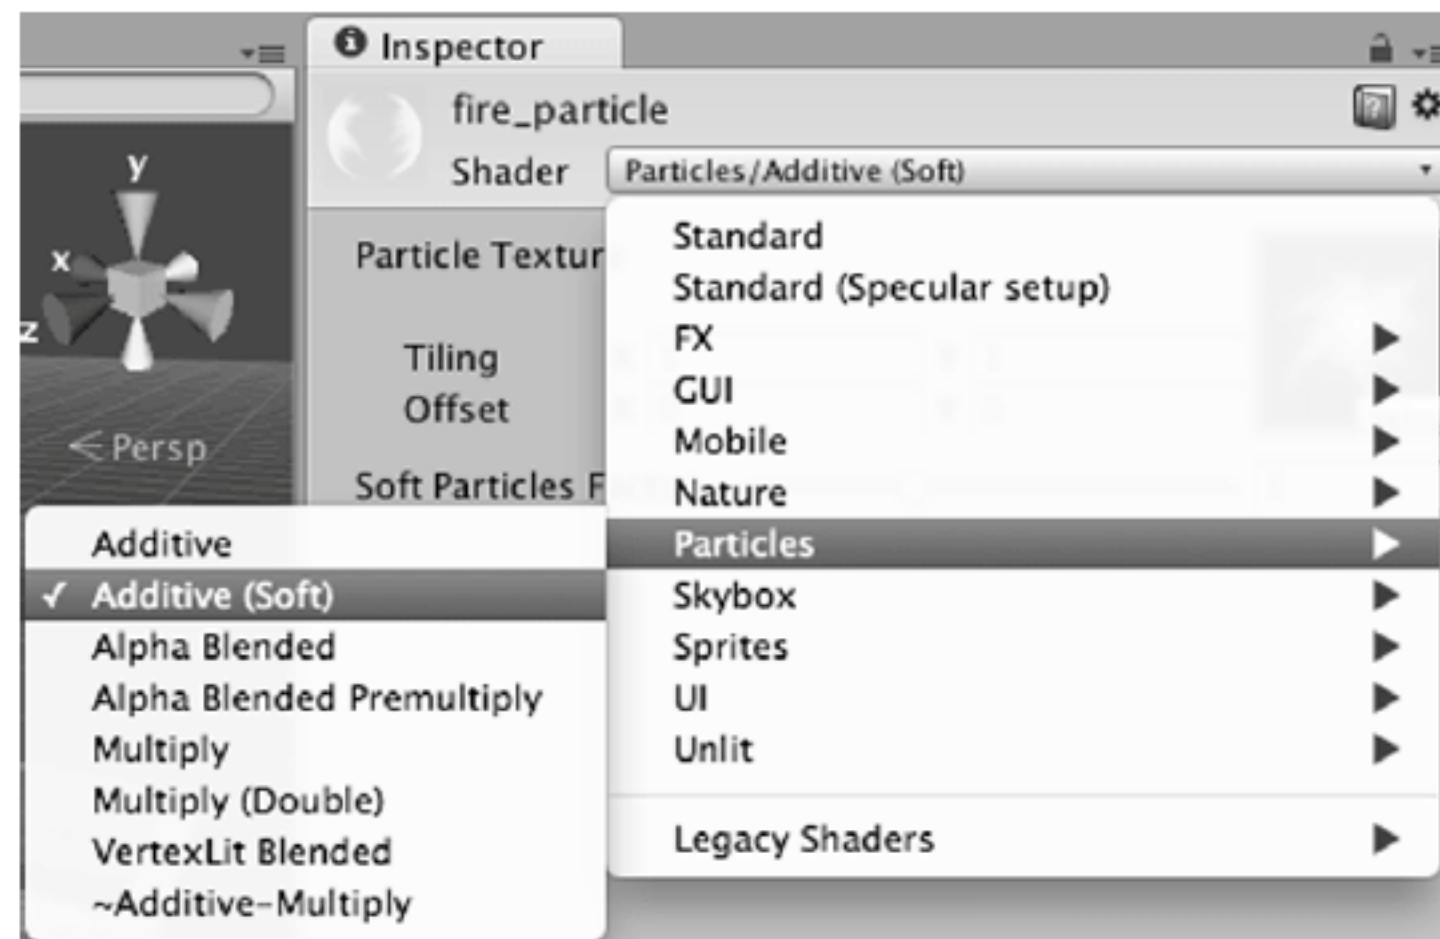 Inspector
fire_particle
Shader
Particles/Additive (Soft)
y
x
z
Persp
Particle Textur
Tiling
Offset
Soft Particles F
Standard
Standard (Specular setup)
FX
GUI
Mobile
Nature
Particles
Skybox
Sprites
UI
Unlit
Legacy Shaders
Additive
✓ Additive (Soft)
Alpha Blended
Alpha Blended Premultiply
Multiply
Multiply (Double)
VertexLit Blended
~Additive-Multiply